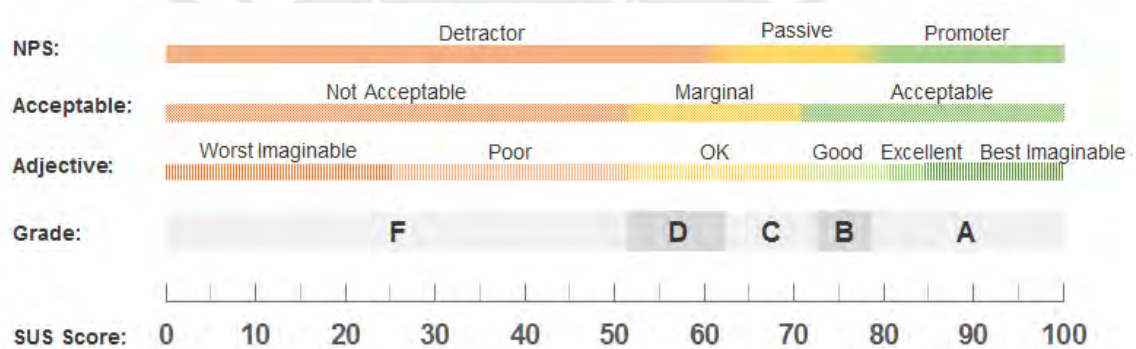 NPS: Detractor Passive Promoter
Acceptable: Not Acceptable Marginal Acceptable
Adjective: Worst Imaginable Poor OK Good Excellent Best Imaginable
Grade: F D C B A
SUS Score: 0 10 20 30 40 50 60 70 80 90 100